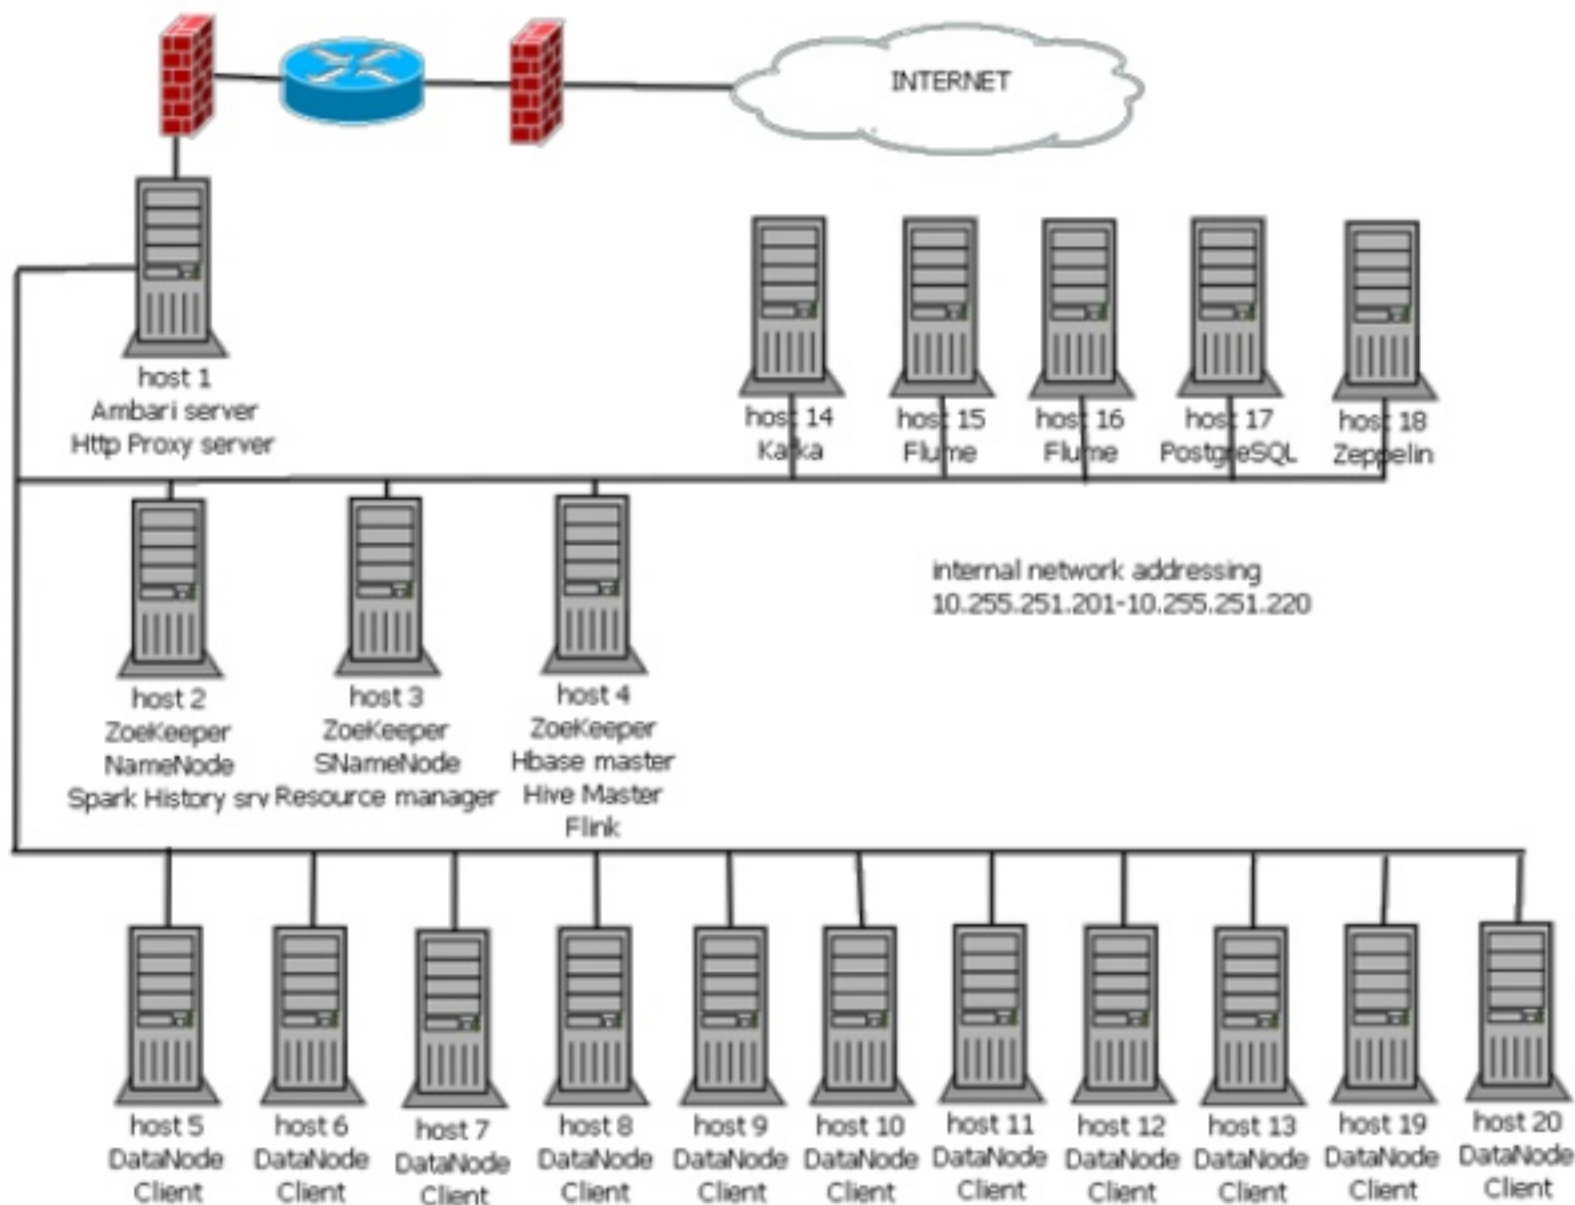 INTERNET
host 1
Ambari server
Http Proxy server
host 14
Kafka
host 15
Flume
host 16
Flume
host 17
PostgreSQL
host 18
Zeppelin
internal network addressing
10.255.251.201-10.255.251.220
host 2
ZoeKeeper
NameNode
Spark History srv
host 3
ZoeKeeper
SNameNode
Resource manager
host 4
ZoeKeeper
Hbase master
Hive Master
Flink
host 5
DataNode
Client
host 6
DataNode
Client
host 7
DataNode
Client
host 8
DataNode
Client
host 9
DataNode
Client
host 10
DataNode
Client
host 11
DataNode
Client
host 12
DataNode
Client
host 13
DataNode
Client
host 19
DataNode
Client
host 20
DataNode
Client